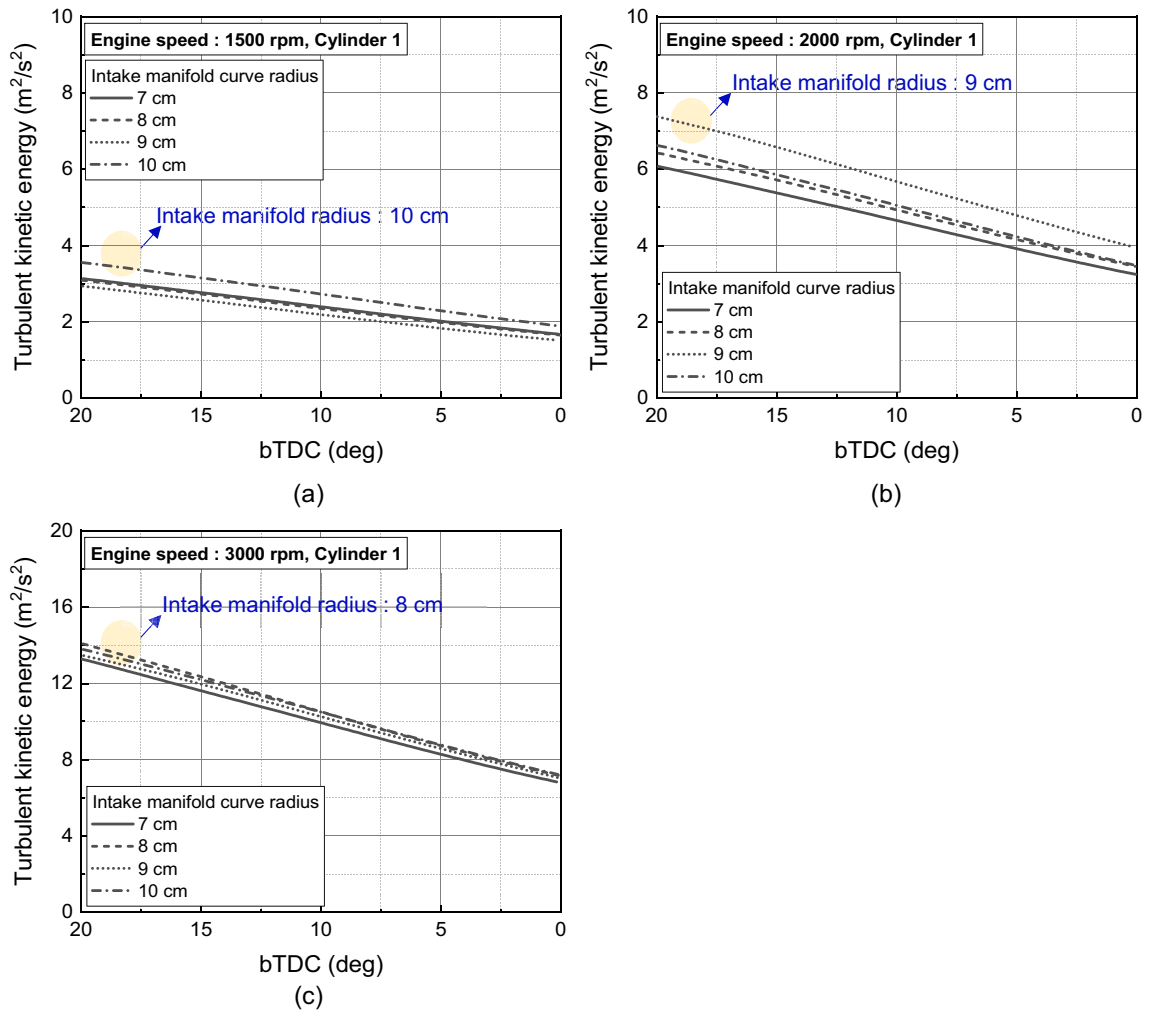 Engine speed : 1500 rpm, Cylinder 1
Intake manifold curve radius
7 cm
8 cm
9 cm
10 cm
Intake manifold radius : 10 cm
Turbulent kinetic energy (m²/s²)
10
8
6
4
2
0
20
15
10
5
0
bTDC (deg)
(a)
Engine speed : 2000 rpm, Cylinder 1
Intake manifold radius : 9 cm
Intake manifold curve radius
7 cm
8 cm
9 cm
10 cm
Turbulent kinetic energy (m²/s²)
10
8
6
4
2
0
20
15
10
5
0
bTDC (deg)
(b)
Engine speed : 3000 rpm, Cylinder 1
Intake manifold radius : 8 cm
Intake manifold curve radius
7 cm
8 cm
9 cm
10 cm
Turbulent kinetic energy (m²/s²)
20
16
12
8
4
0
20
15
10
5
0
bTDC (deg)
(c)